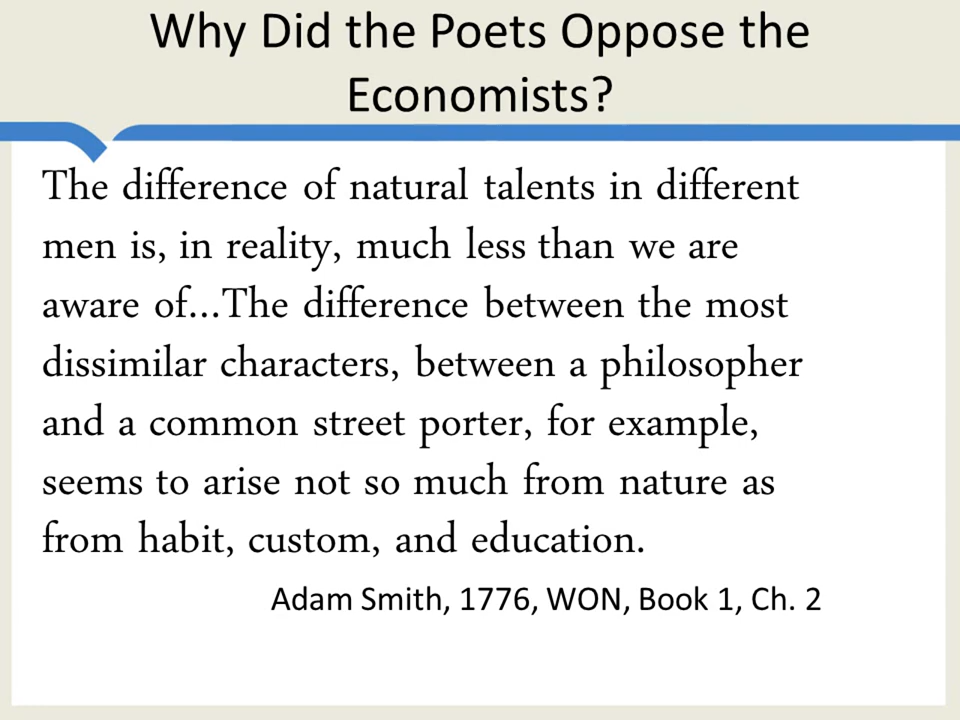 Why Did the Poets Oppose the
Economists?
The difference of natural talents in different
men is, in reality, much less than we are
aware of...The difference between the most
dissimilar characters, between a philosopher
and a common street porter, for example,
seems to arise not so much from nature as
from habit, custom, and education.
Adam Smith, 1776, WON, Book 1, Ch. 2